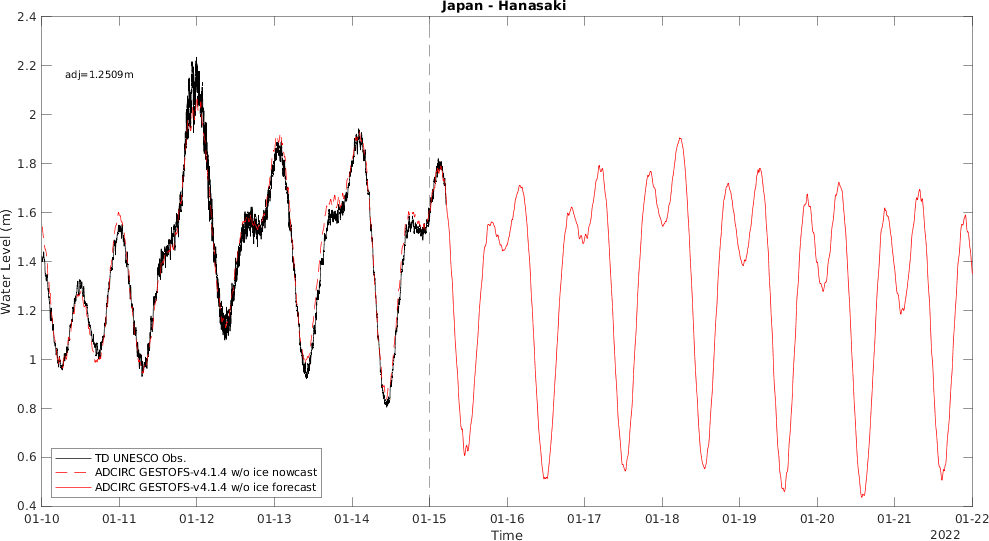 Japan - Hanasaki
2.4
2.2
2
1.8
1.6
1.4
1.2
1
0.8
0.6
0.4
Water Level (m)
adj=1.2509m
TD UNESCO Obs.
ADCIRC GESTOFS-v4.1.4 w/o ice nowcast
ADCIRC GESTOFS-v4.1.4 w/o ice forecast
01-10 01-11 01-12 01-13 01-14 01-15 01-16 01-17 01-18 01-19 01-20 01-21 01-22
Time
2022